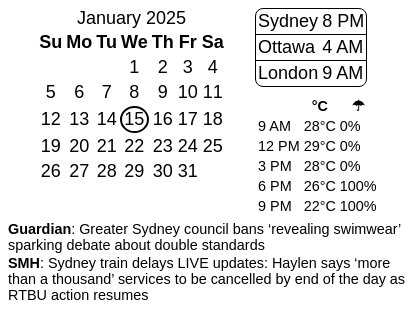 January 2025
Su Mo Tu We Th Fr Sa
1 2 3 4
5 6 7 8 9 10 11
12 13 14 15 16 17 18
19 20 21 22 23 24 25
26 27 28 29 30 31
Sydney 8 PM
Ottawa 4 AM
London 9 AM
°C ☂
9 AM 28°C 0%
12 PM 29°C 0%
3 PM 28°C 0%
6 PM 26°C 100%
9 PM 22°C 100%
Guardian: Greater Sydney council bans ‘revealing swimwear’
sparking debate about double standards
SMH: Sydney train delays LIVE updates: Haylen says ‘more
than a thousand’ services to be cancelled by end of the day as
RTBU action resumes